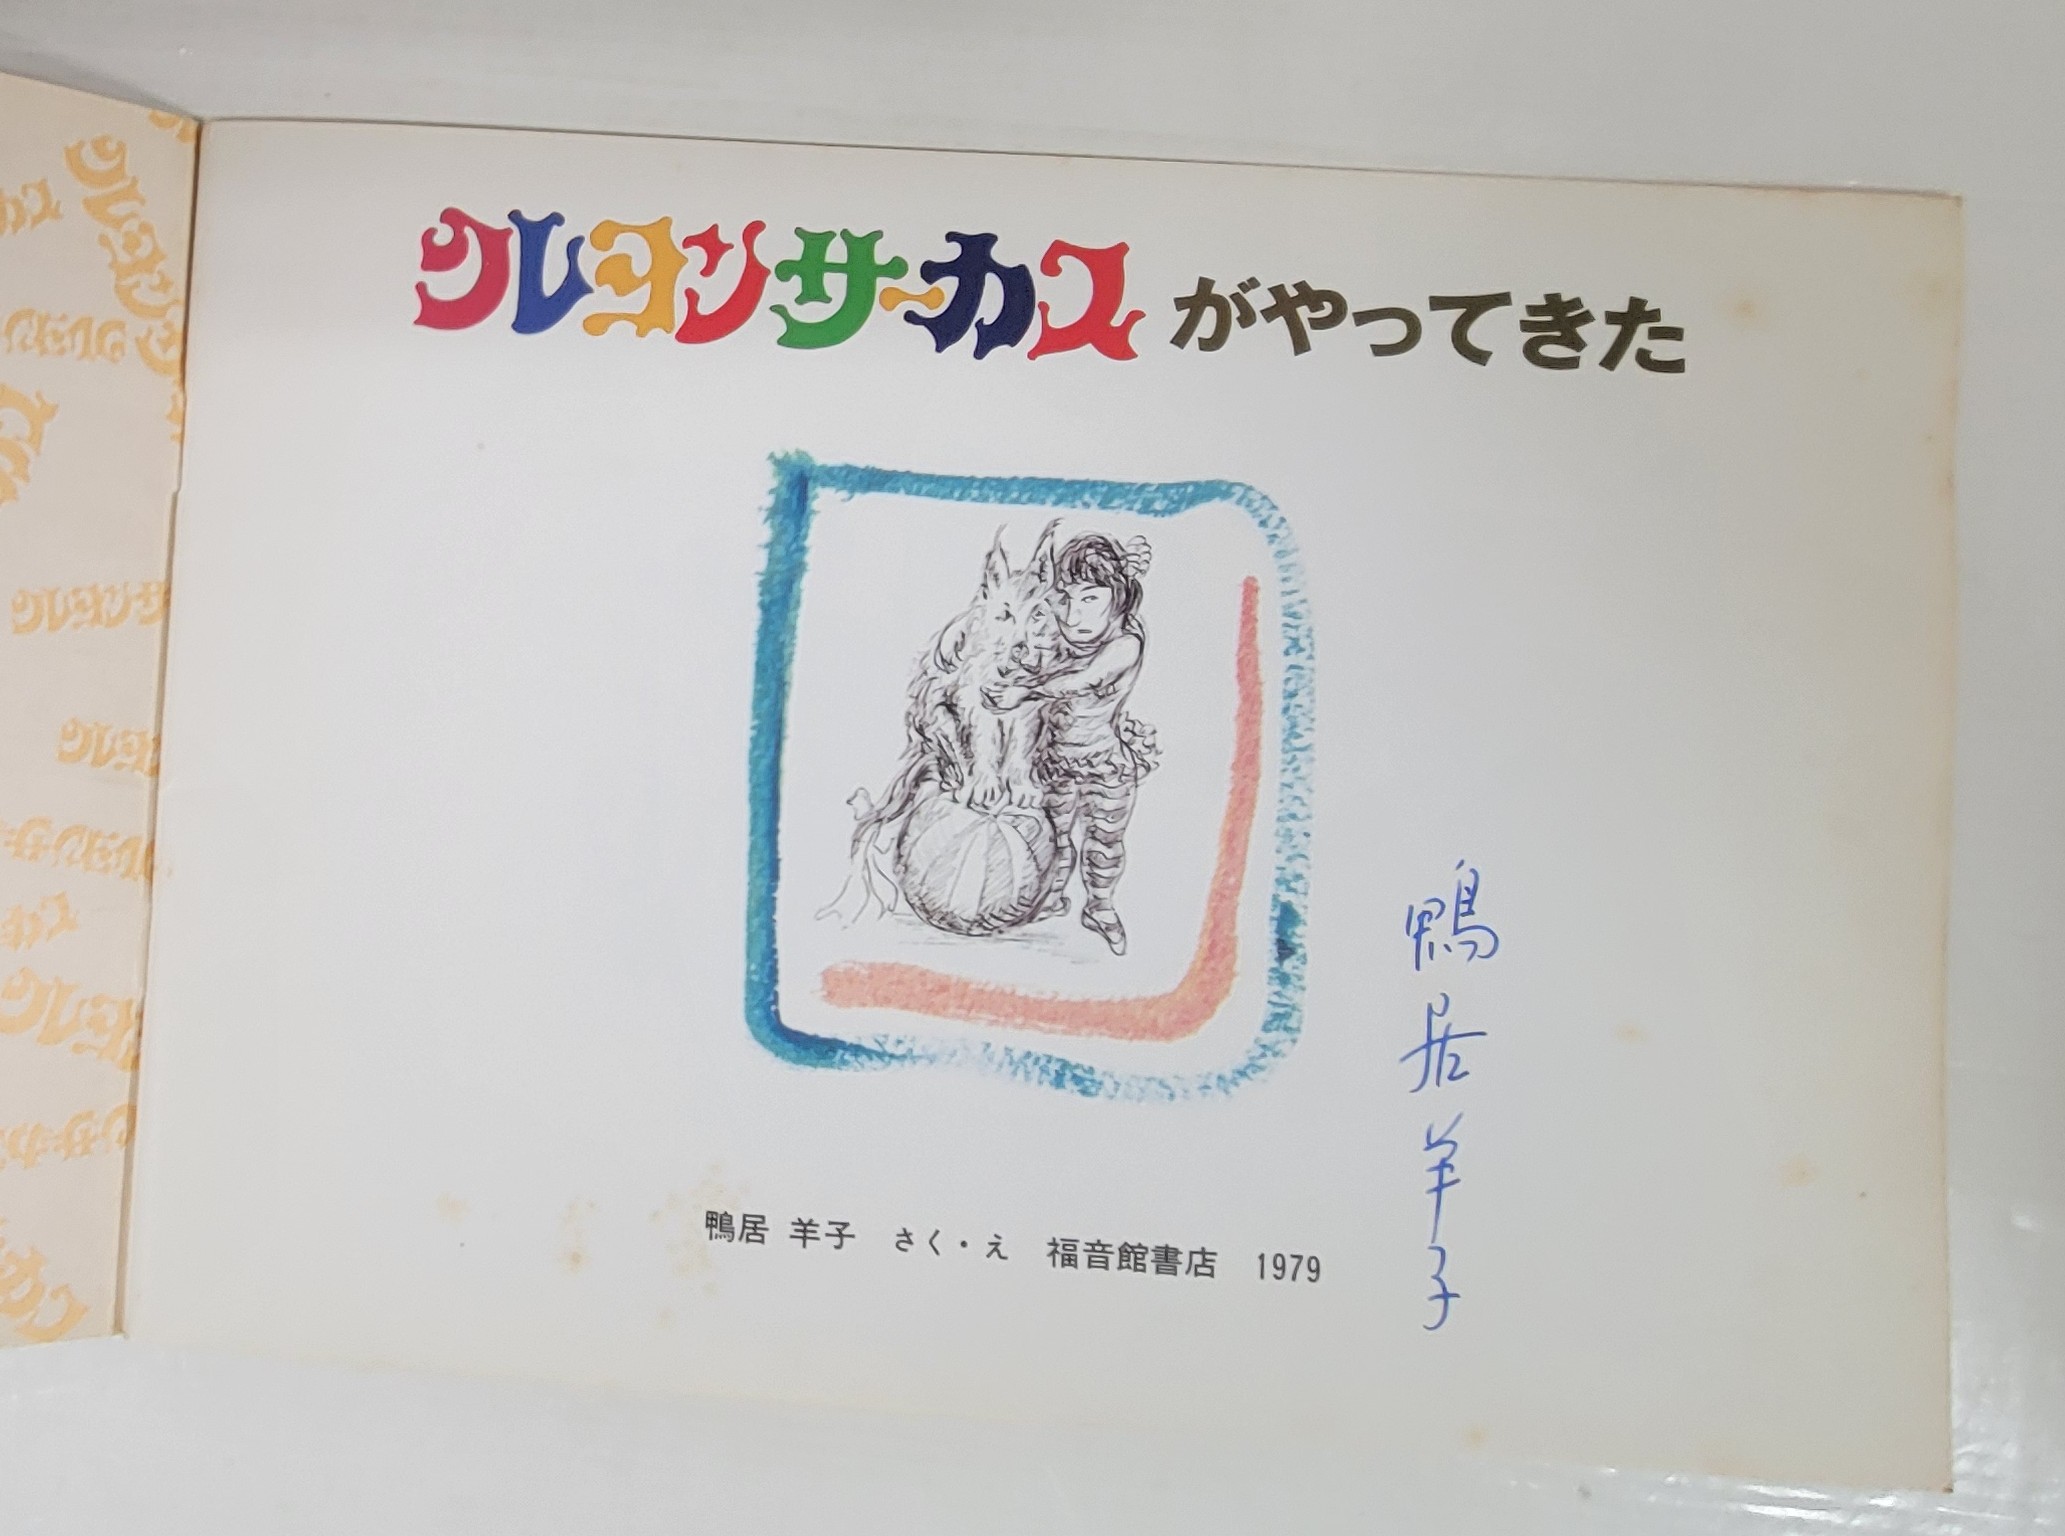 クレヨンサーカスがやってきた
鴨居 羊子 さく・え 福音館書店 1979
鴨居羊子